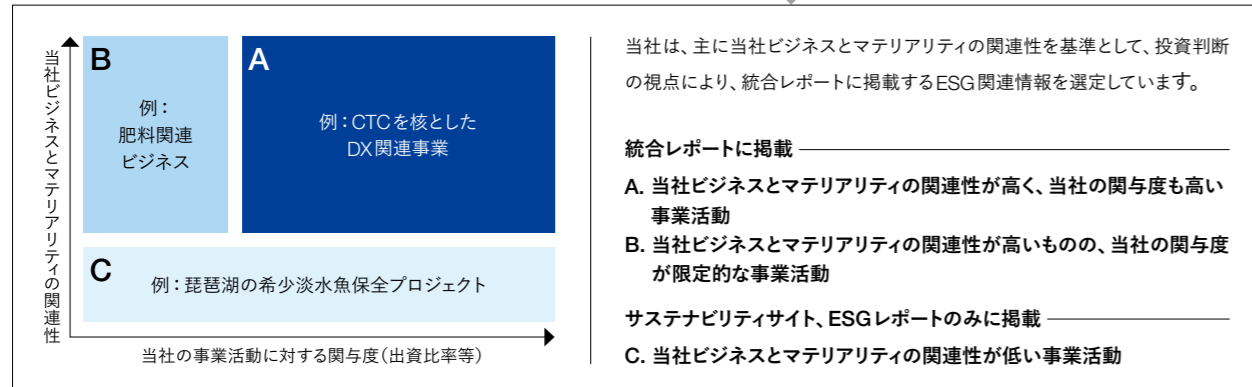 当社ビジネスとマテリアリティの関連性
B
例：
肥料関連
ビジネス
A
例：CTCを核とした
DX関連事業
C
例：琵琶湖の希少淡水魚保全プロジェクト
当社の事業活動に対する関与度（出資比率等）
当社は、主に当社ビジネスとマテリアリティの関連性を基準として、投資判断
の視点により、統合レポートに掲載するESG関連情報を選定しています。
統合レポートに掲載
A. 当社ビジネスとマテリアリティの関連性が高く、当社の関与度も高い
事業活動
B. 当社ビジネスとマテリアリティの関連性が高いものの、当社の関与度
が限定的な事業活動
サステナビリティサイト、ESGレポートのみに掲載
C. 当社ビジネスとマテリアリティの関連性が低い事業活動